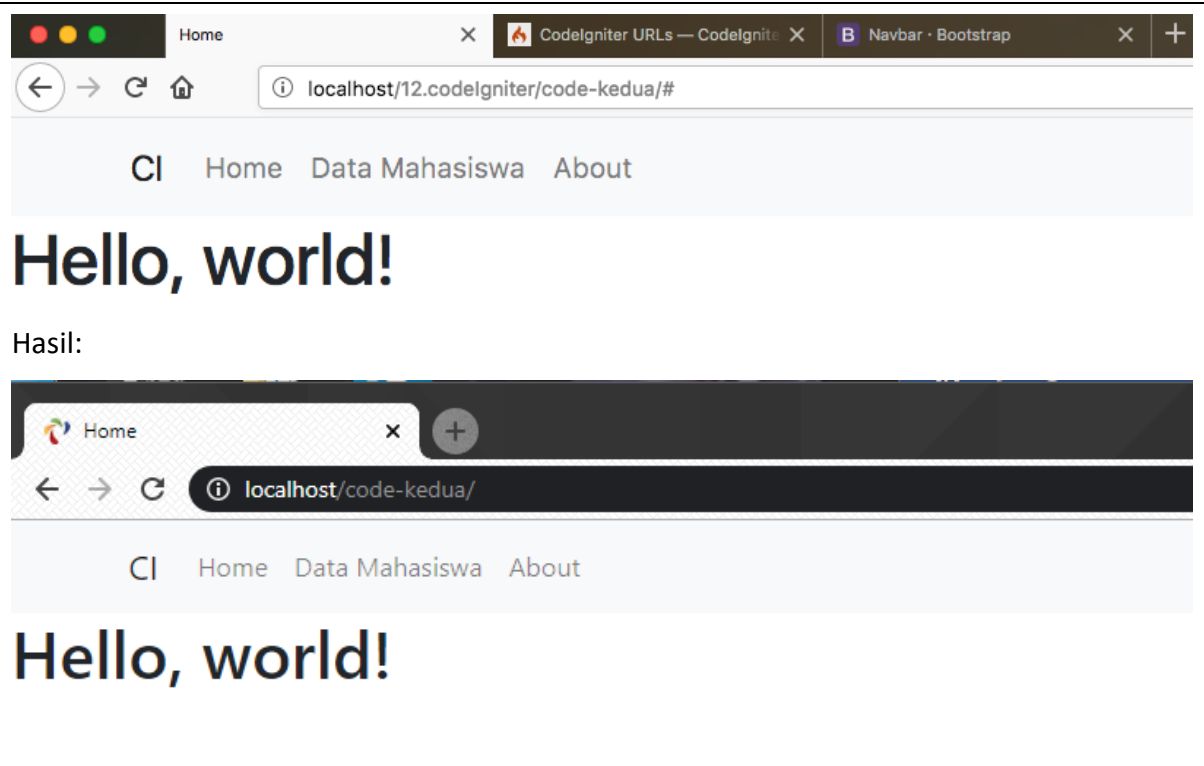 Home CodeIgniter URLs — CodeIgnite B Navbar · Bootstrap
localhost/12.codeIgniter/code-kedua/#
CI Home Data Mahasiswa About
Hello, world!
Hasil:
Home
localhost/code-kedua/
CI Home Data Mahasiswa About
Hello, world!